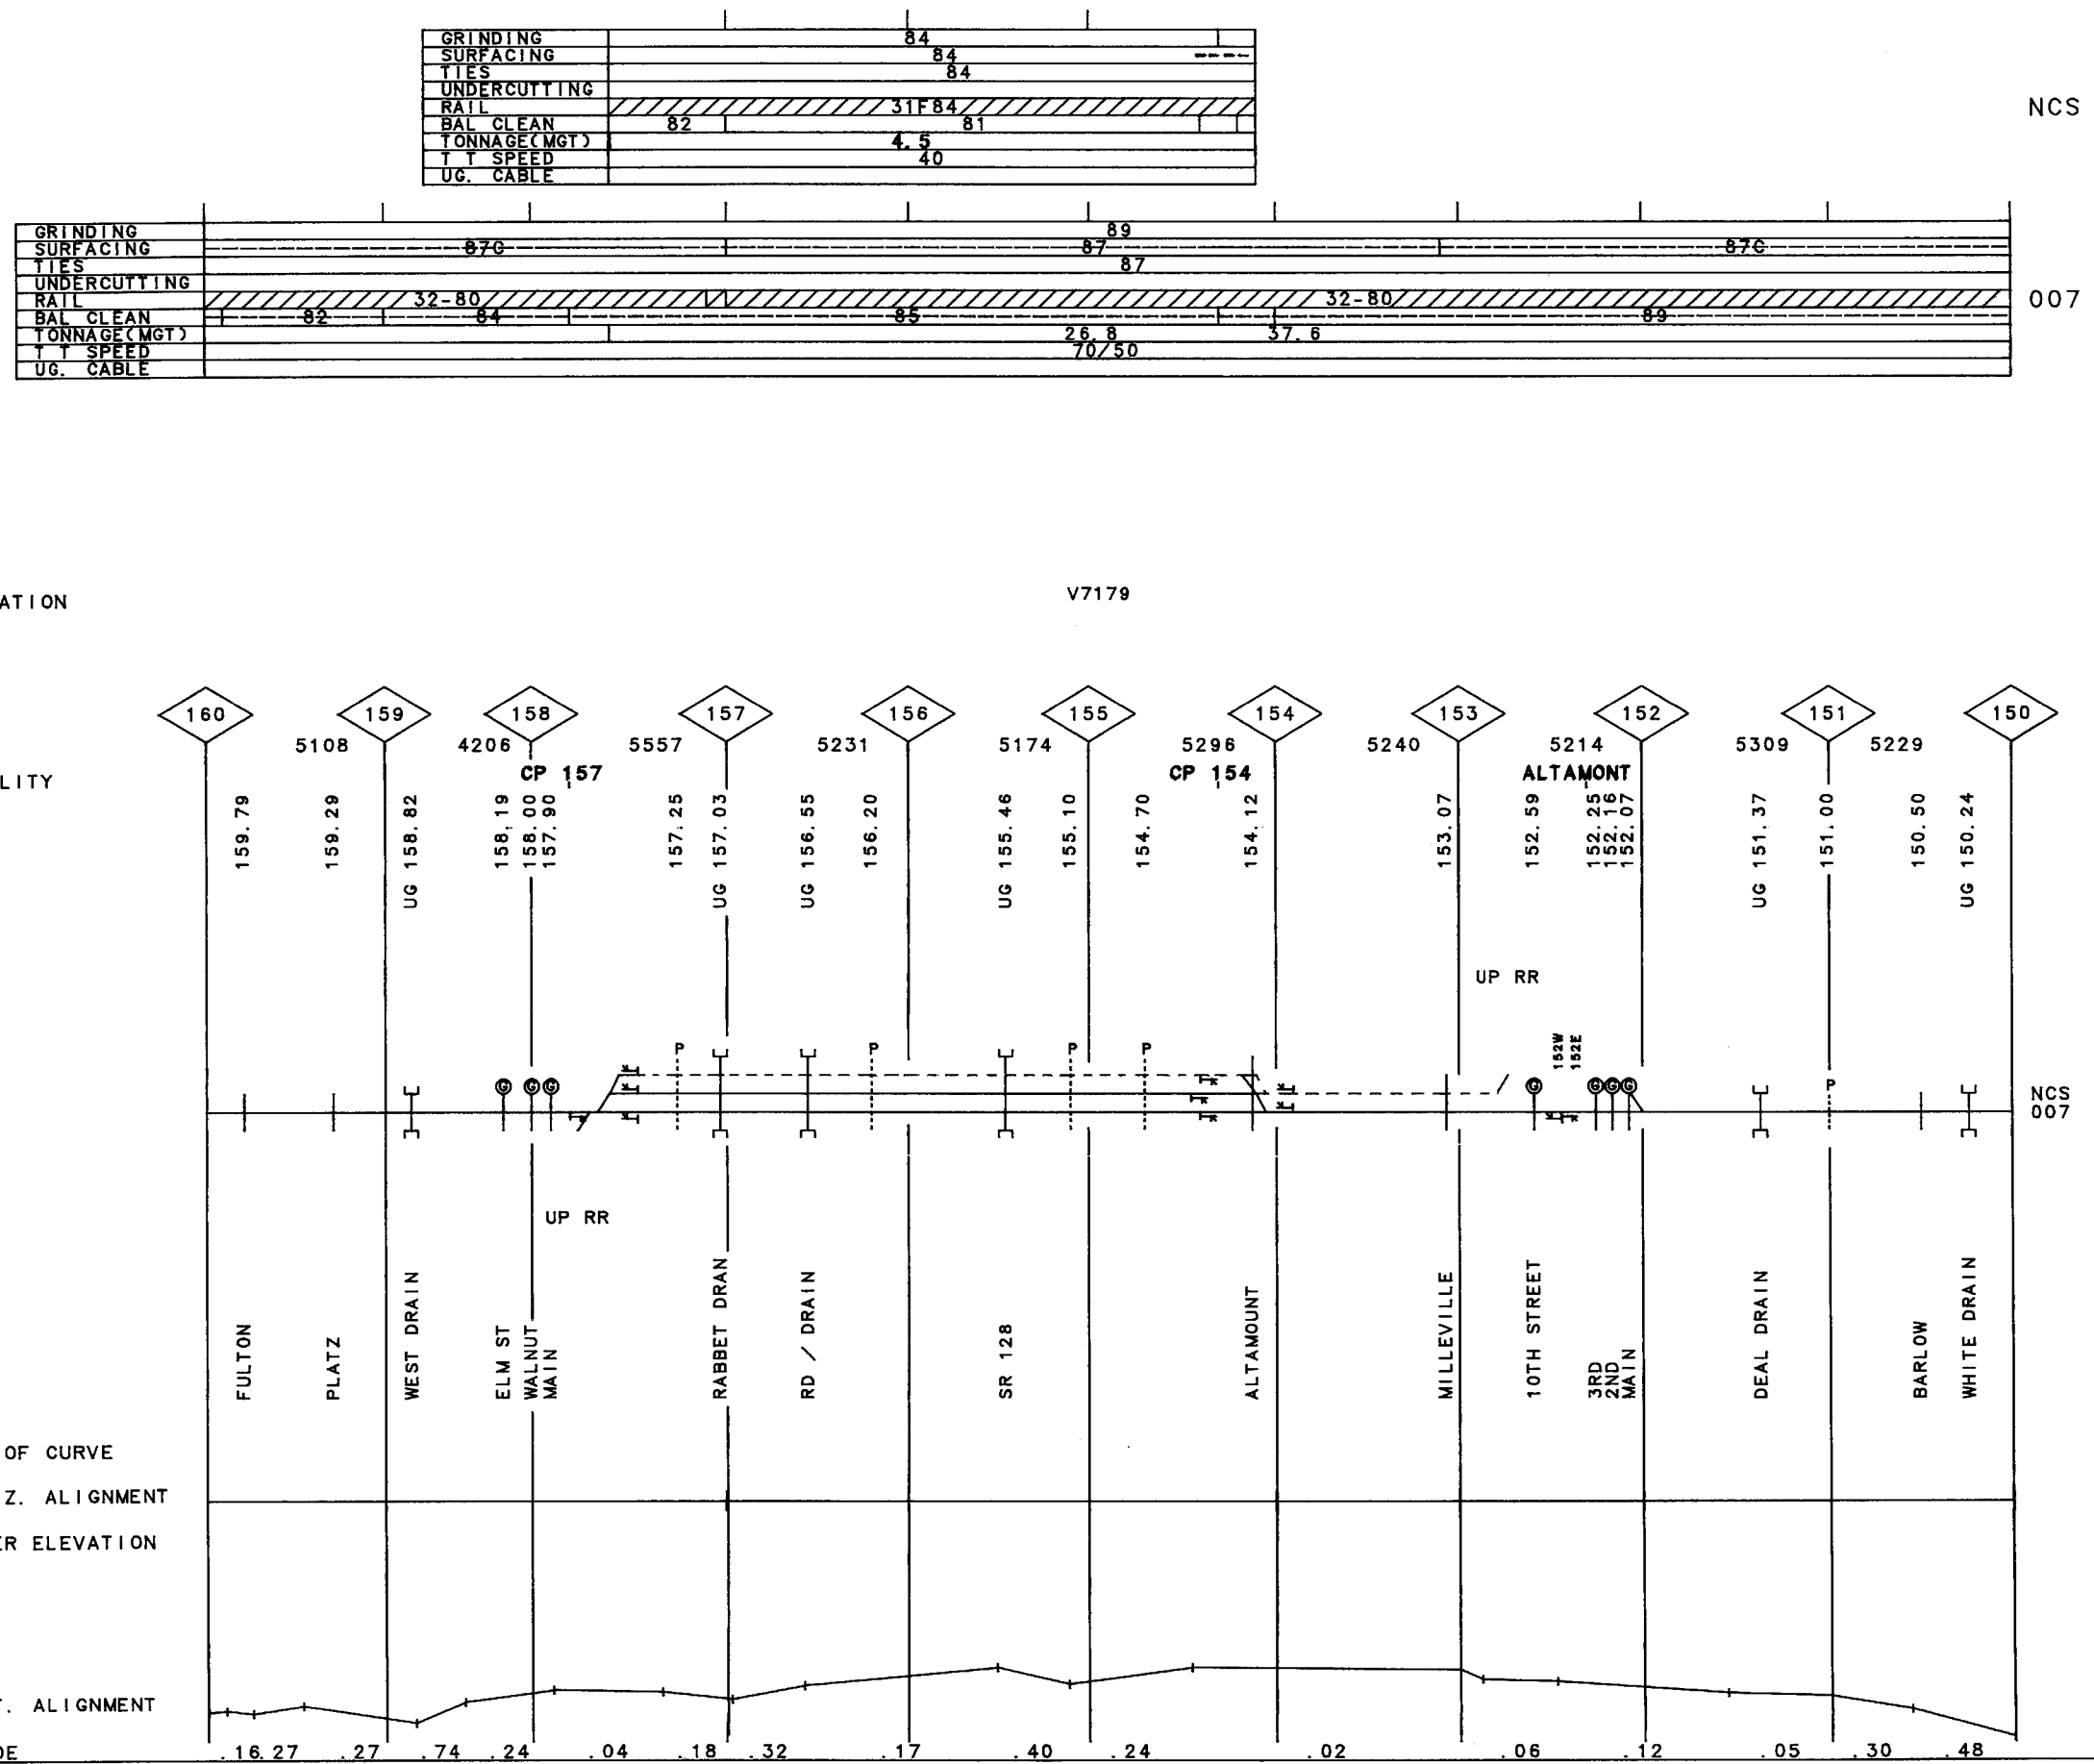 GRINDING 84
SURFACING 84
TIES 84
UNDERCUTTING
RAIL 31F84
BAL CLEAN 82 81
TONNAGE(MGT) 4.5
T T SPEED 40
UG. CABLE
NCS
GRINDING 89
SURFACING 87C 87 87C
TIES 87
UNDERCUTTING
RAIL 32-80 32-80
BAL CLEAN 82 84 85 89
TONNAGE(MGT) 26.8 37.6
T T SPEED 70/50
UG. CABLE
007
ATION
V7179
160 159 158 157 156 155 154 153 152 151 150
5108 4206 5557 5231 5174 5296 5240 5214 5309 5229
LITY
CP 157 CP 154 ALTAMONT
159.79
159.29
UG 158.82
158.19
158.00
157.90
157.25
UG 157.03
UG 156.55
156.20
UG 155.46
155.10
154.70
154.12
153.07
152.59
152.25
152.16
152.07
UG 151.37
151.00
150.50
UG 150.24
UP RR
152W
152E
P P P P P
G G G G G G G
NCS
007
UP RR
FULTON
PLATZ
WEST DRAIN
ELM ST
WALNUT
MAIN
RABBET DRAN
RD / DRAIN
SR 128
ALTAMOUNT
MILLEVILLE
10TH STREET
3RD
2ND
MAIN
DEAL DRAIN
BARLOW
WHITE DRAIN
OF CURVE
Z. ALIGNMENT
ER ELEVATION
T. ALIGNMENT
DE .16.27 .27 .74 .24 .04 .18 .32 .17 .40 .24 .02 .06 .12 .05 .30 .48